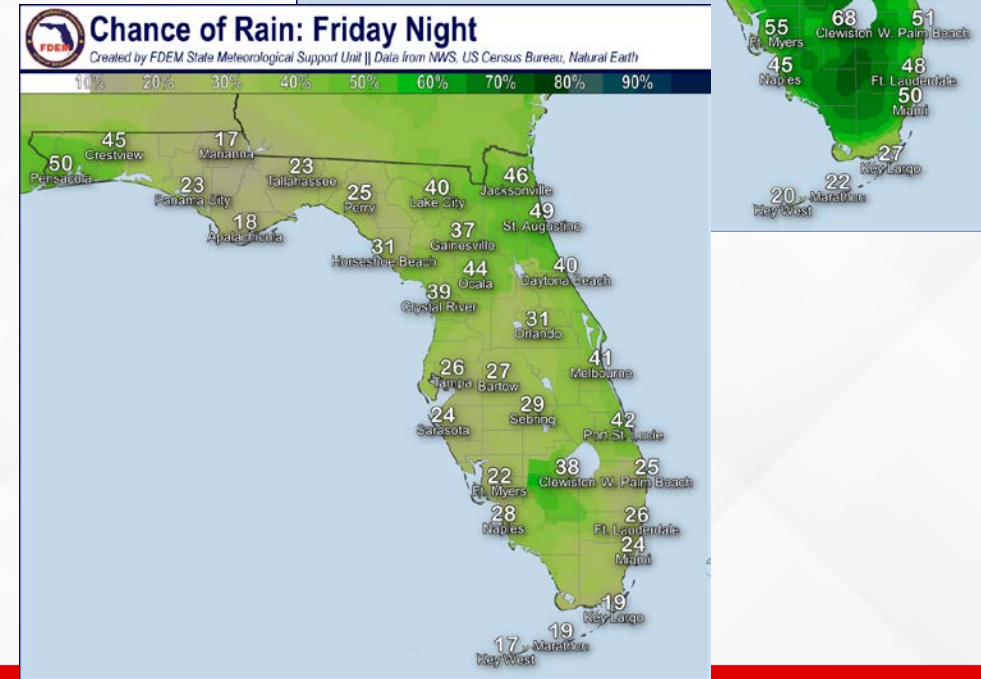 FDEM
Chance of Rain: Friday Night
Created by FDEM State Meteorological Support Unit || Data from NWS, US Census Bureau, Natural Earth
10% 20% 30% 40% 50% 60% 70% 80% 90%
45
Crestview
17
Marianna
50
Pensacola
23
Tallahassee
23
Panama City
25
Perry
40
Lake City
46
Jacksonville
18
Apalachicola
49
St. Augustine
37
Gainesville
31
Horseshoe Beach
44
Ocala
40
Daytona Beach
39
Crystal River
31
Orlando
41
Melbourne
26
Tampa
27
Bartow
29
Sebring
24
Sarasota
42
Port St. Lucie
38
Clewiston
25
W. Palm Beach
22
Ft. Myers
28
Naples
26
Ft. Lauderdale
24
Miami
19
Key Largo
19
Marathon
17
Key West
55
Ft. Myers
68
Clewiston
51
W. Palm Beach
45
Naples
48
Ft. Lauderdale
50
Miami
27
Key Largo
22
Marathon
20
Key West